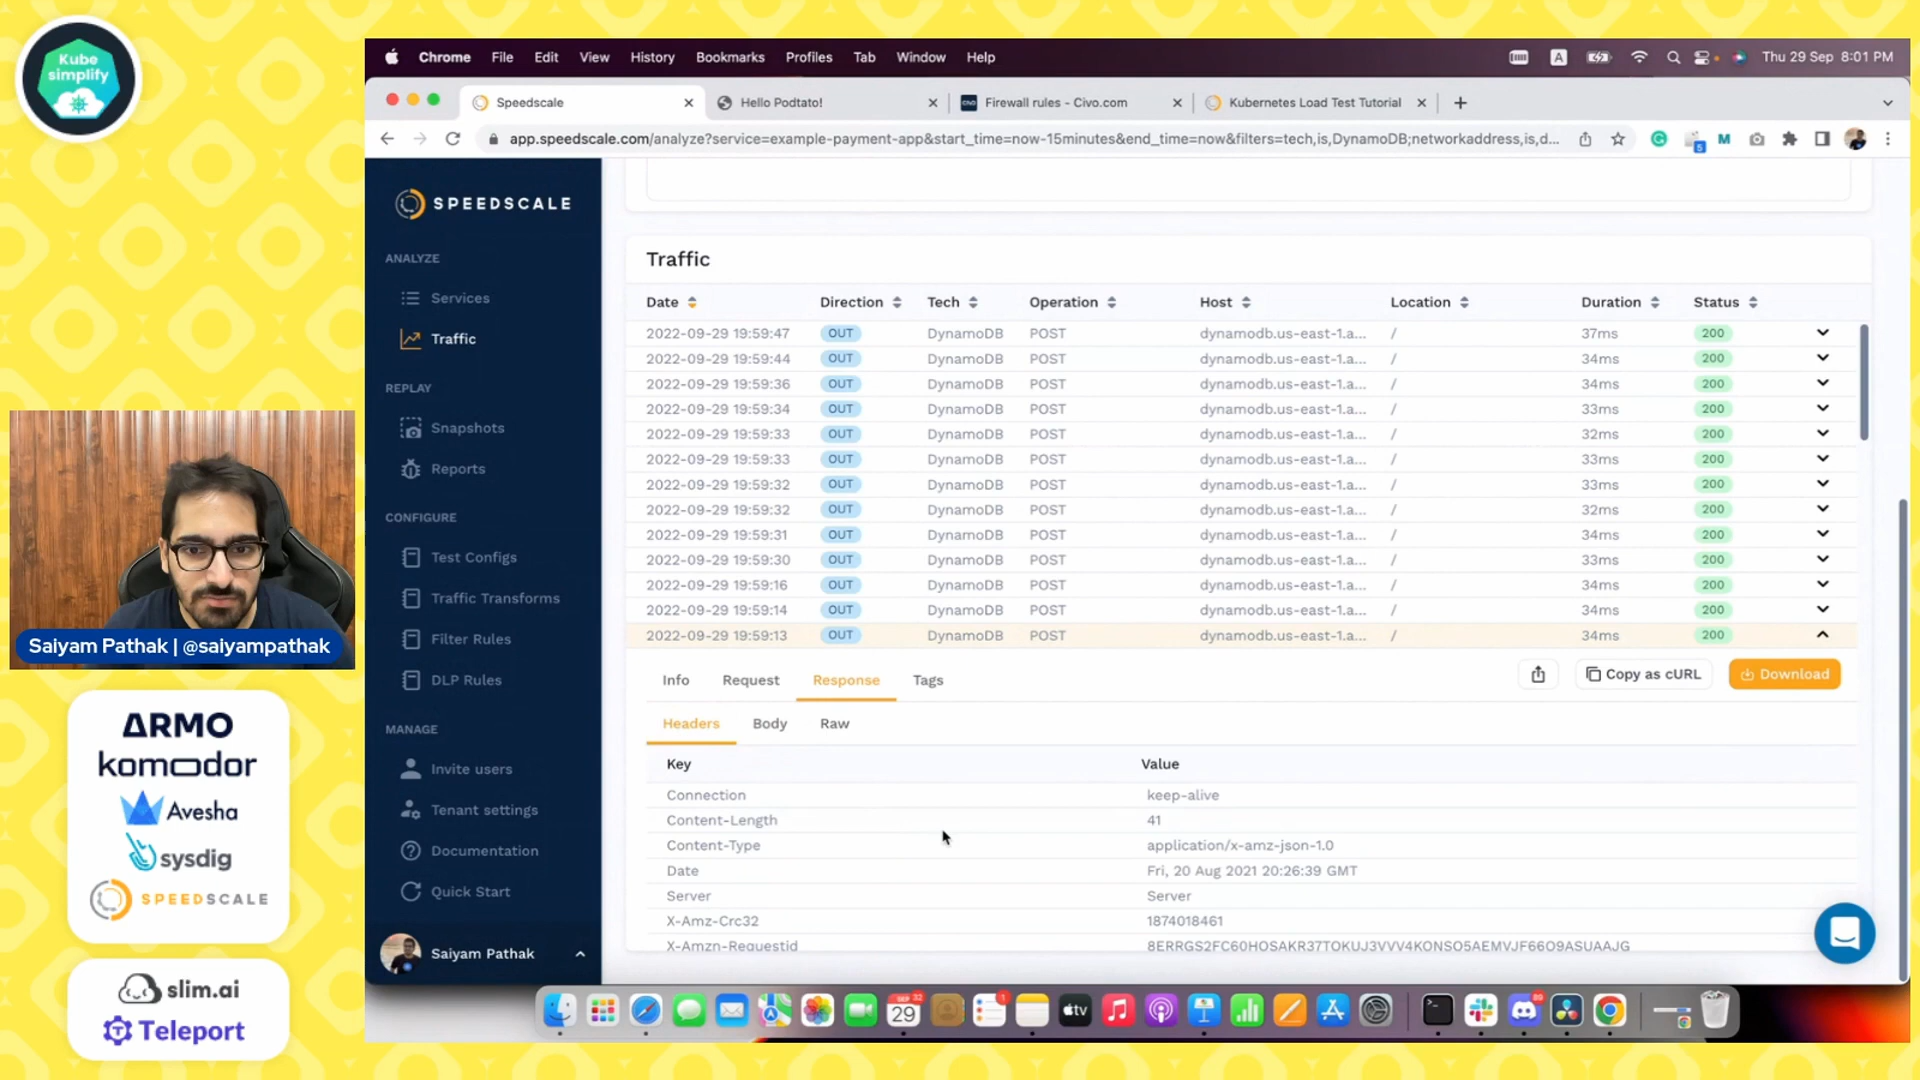 Kube
simplify
Chrome File Edit View History Bookmarks Profiles Tab Window Help
A
Thu 29 Sep 8:01 PM
Speedscale
Hello Podtato!
Firewall rules - Civo.com
Kubernetes Load Test Tutorial
app.speedscale.com/analyze?service=example-payment-app&start_time=now-15minutes&end_time=now&filters=tech,is,DynamoDB;networkaddress,is,d...
5
M
SPEEDSCALE
ANALYZE
Services
Traffic
REPLAY
Snapshots
Reports
CONFIGURE
Test Configs
Traffic Transforms
Filter Rules
DLP Rules
MANAGE
Invite users
Tenant settings
Documentation
Quick Start
Saiyam Pathak
Traffic
Date Direction Tech Operation Host Location Duration Status
2022-09-29 19:59:47 OUT DynamoDB POST dynamodb.us-east-1.a... / 37ms 200
2022-09-29 19:59:44 OUT DynamoDB POST dynamodb.us-east-1.a... / 34ms 200
2022-09-29 19:59:36 OUT DynamoDB POST dynamodb.us-east-1.a... / 34ms 200
2022-09-29 19:59:34 OUT DynamoDB POST dynamodb.us-east-1.a... / 33ms 200
2022-09-29 19:59:33 OUT DynamoDB POST dynamodb.us-east-1.a... / 32ms 200
2022-09-29 19:59:33 OUT DynamoDB POST dynamodb.us-east-1.a... / 33ms 200
2022-09-29 19:59:32 OUT DynamoDB POST dynamodb.us-east-1.a... / 33ms 200
2022-09-29 19:59:32 OUT DynamoDB POST dynamodb.us-east-1.a... / 32ms 200
2022-09-29 19:59:31 OUT DynamoDB POST dynamodb.us-east-1.a... / 34ms 200
2022-09-29 19:59:30 OUT DynamoDB POST dynamodb.us-east-1.a... / 33ms 200
2022-09-29 19:59:16 OUT DynamoDB POST dynamodb.us-east-1.a... / 34ms 200
2022-09-29 19:59:14 OUT DynamoDB POST dynamodb.us-east-1.a... / 34ms 200
2022-09-29 19:59:13 OUT DynamoDB POST dynamodb.us-east-1.a... / 34ms 200
Info Request Response Tags
Copy as cURL
Download
Headers Body Raw
Key Value
Connection keep-alive
Content-Length 41
Content-Type application/x-amz-json-1.0
Date Fri, 20 Aug 2021 20:26:39 GMT
Server Server
X-Amz-Crc32 1874018461
X-Amzn-Requestid 8ERRGS2FC60HOSAKR37TOKUJ3VVV4KONSO5AEMVJF66O9ASUAAJG
Saiyam Pathak | @saiyampathak
ARMO
komodor
Avesha
sysdig
SPEEDSCALE
slim.ai
Teleport
29
tv